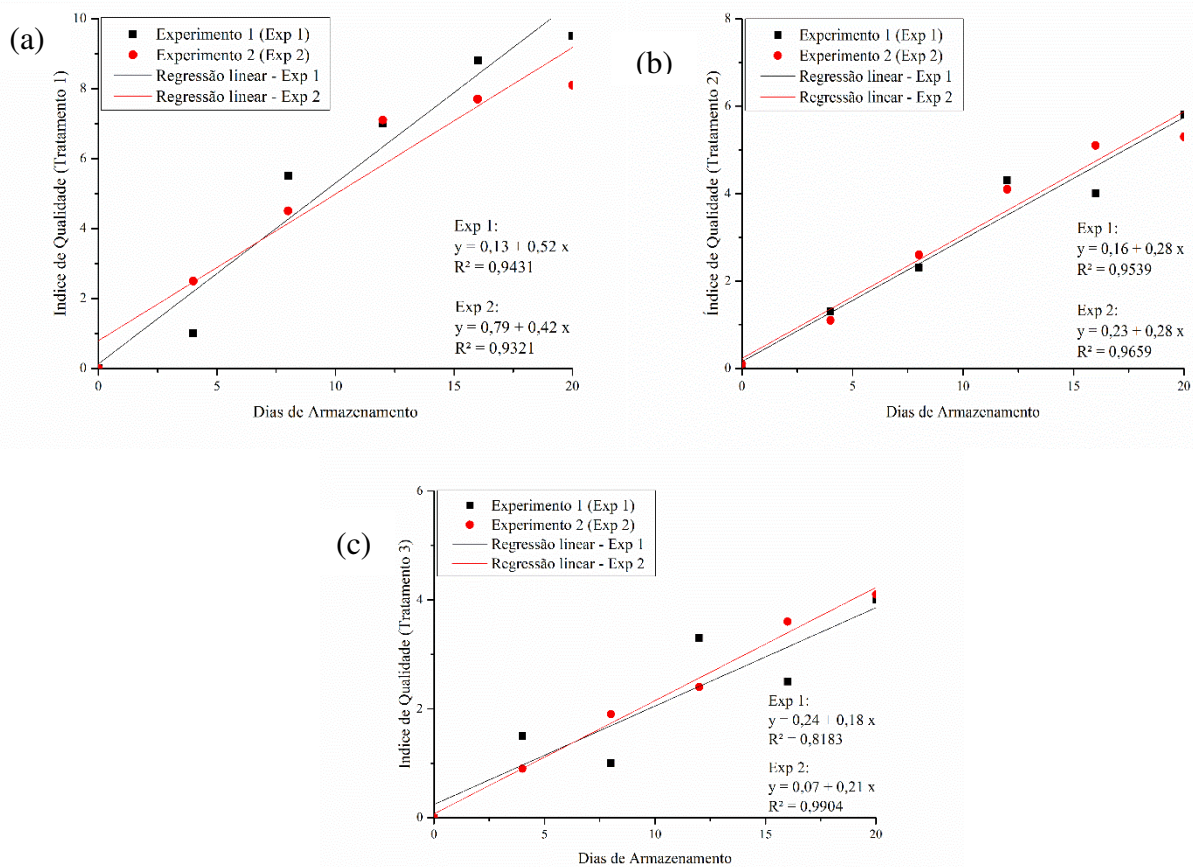 (a)
10
8
6
4
2
0
Índice de Qualidade (Tratamento 1)
Experimento 1 (Exp 1)
Experimento 2 (Exp 2)
Regressão linear - Exp 1
Regressão linear - Exp 2
Exp 1:
y = 0,13 + 0,52 x
R² = 0,9431
Exp 2:
y = 0,79 + 0,42 x
R² = 0,9321
0 5 10 15 20
Dias de Armazenamento
(b)
8
6
4
2
0
Índice de Qualidade (Tratamento 2)
Experimento 1 (Exp 1)
Experimento 2 (Exp 2)
Regressão linear - Exp 1
Regressão linear - Exp 2
Exp 1:
y = 0,16 + 0,28 x
R² = 0,9539
Exp 2:
y = 0,23 + 0,28 x
R² = 0,9659
0 5 10 15 20
Dias de Armazenamento
(c)
6
4
2
0
Índice de Qualidade (Tratamento 3)
Experimento 1 (Exp 1)
Experimento 2 (Exp 2)
Regressão linear - Exp 1
Regressão linear - Exp 2
Exp 1:
y = 0,24 + 0,18 x
R² = 0,8183
Exp 2:
y = 0,07 + 0,21 x
R² = 0,9904
0 5 10 15 20
Dias de Armazenamento